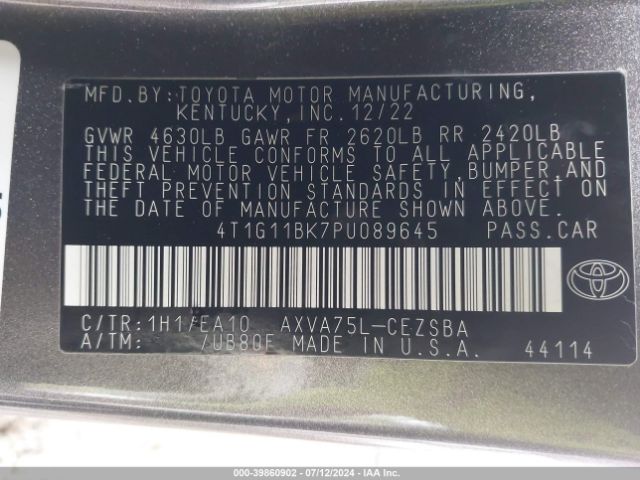 MFD.BY:TOYOTA MOTOR MANUFACTURING,
KENTUCKY,INC.12/22
GVWR 4630LB GAWR FR 2620LB RR 2420LB
THIS VEHICLE CONFORMS TO ALL APPLICABLE
FEDERAL MOTOR VEHICLE SAFETY,BUMPER,AND
THEFT PREVENTION STANDARDS IN EFFECT ON
THE DATE OF MANUFACTURE SHOWN ABOVE.
4T1G11BK7PU089645 PASS.CAR
C/TR:1H1/EA10 AXVA75L-CEZSBA
A/TM: /UB80F MADE IN U.S.A. 44114
000-39860902 - 07/12/2024 - IAAI.CA